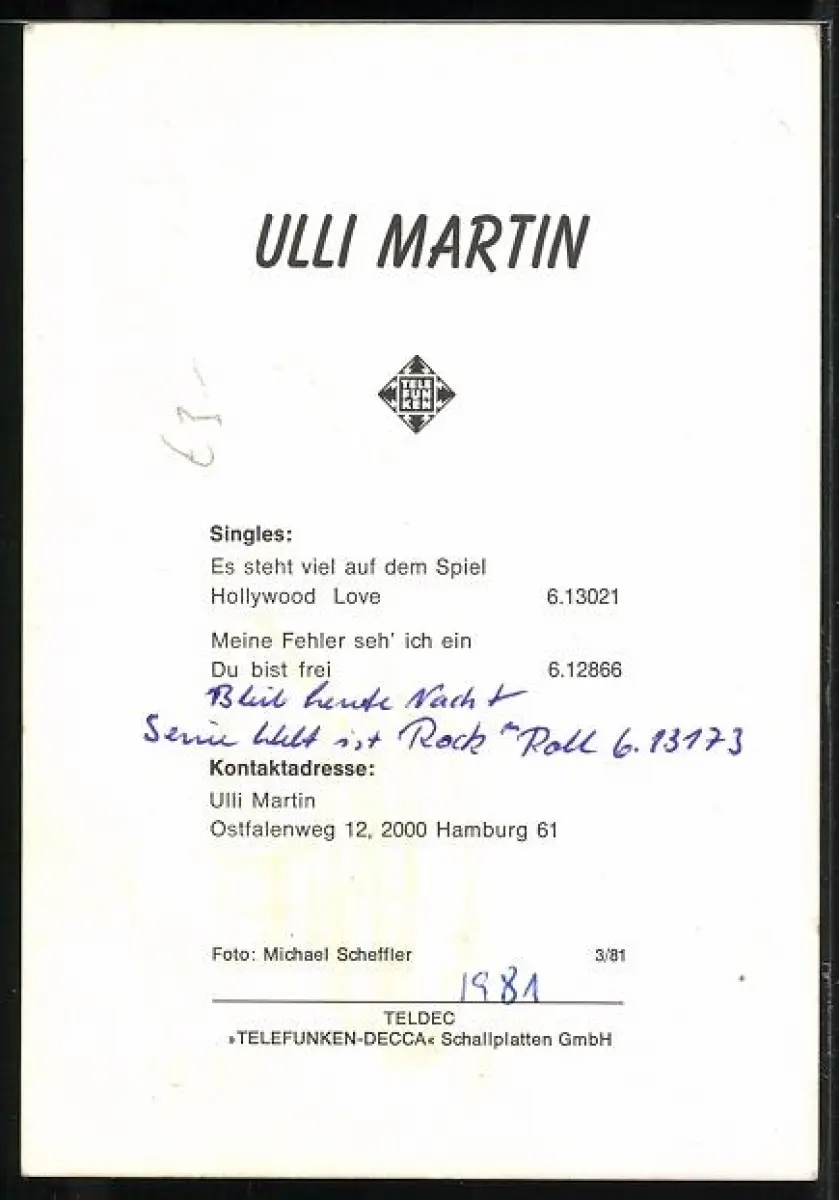 ULLI MARTIN
TELE
FUN
KEN
€ 3.-
Singles:
Es steht viel auf dem Spiel
Hollywood Love 6.13021
Meine Fehler seh' ich ein
Du bist frei 6.12866
Bleib heute Nacht
Seine Welt ist Rock 'n Roll 6.13173
Kontaktadresse:
Ulli Martin
Ostfalenweg 12, 2000 Hamburg 61
Foto: Michael Scheffler 3/81
1981
TELDEC
»TELEFUNKEN-DECCA« Schallplatten GmbH